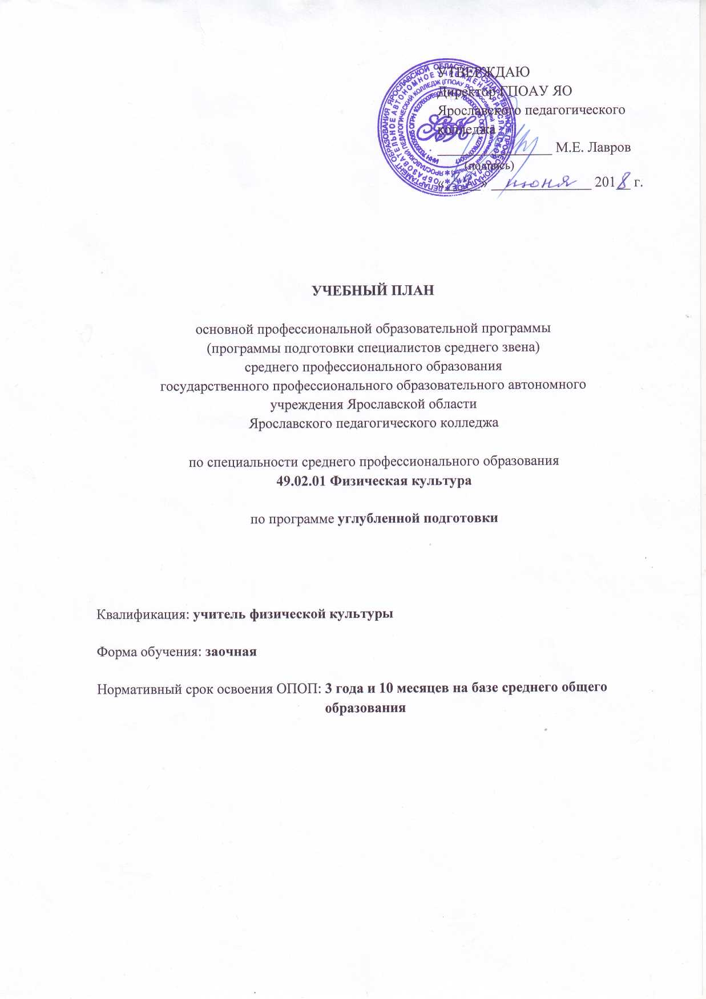 УТВЕРЖДАЮ
Директор ГПОАУ ЯО
Ярославского педагогического
колледжа
________________ М.Е. Лавров
(подпись)
« » июня 2018 г.
УЧЕБНЫЙ ПЛАН
основной профессиональной образовательной программы
(программы подготовки специалистов среднего звена)
среднего профессионального образования
государственного профессионального образовательного автономного
учреждения Ярославской области
Ярославского педагогического колледжа
по специальности среднего профессионального образования
49.02.01 Физическая культура
по программе углубленной подготовки
Квалификация: учитель физической культуры
Форма обучения: заочная
Нормативный срок освоения ОПОП: 3 года и 10 месяцев на базе среднего общего
образования